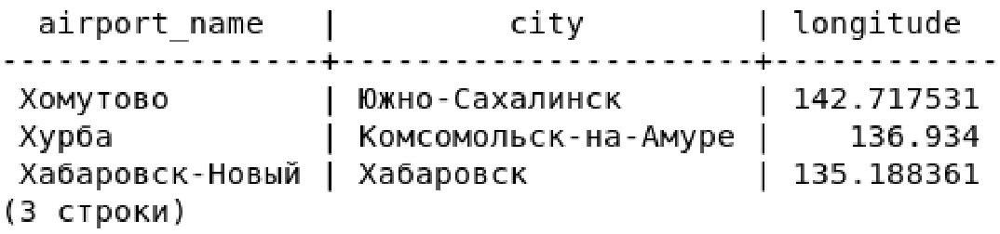 airport_name | city | longitude
-----------------+----------------------+------------
Хомутово | Южно-Сахалинск | 142.717531
Хурба | Комсомольск-на-Амуре | 136.934
Хабаровск-Новый | Хабаровск | 135.188361
(3 строки)